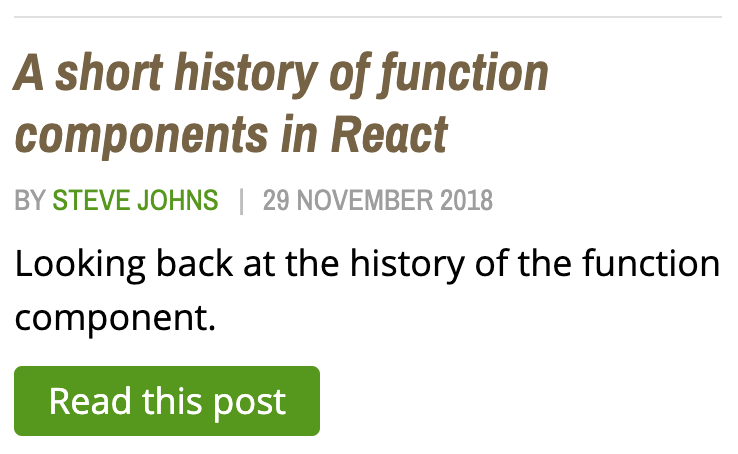 A short history of function
components in React
BY STEVE JOHNS | 29 NOVEMBER 2018
Looking back at the history of the function
component.
Read this post